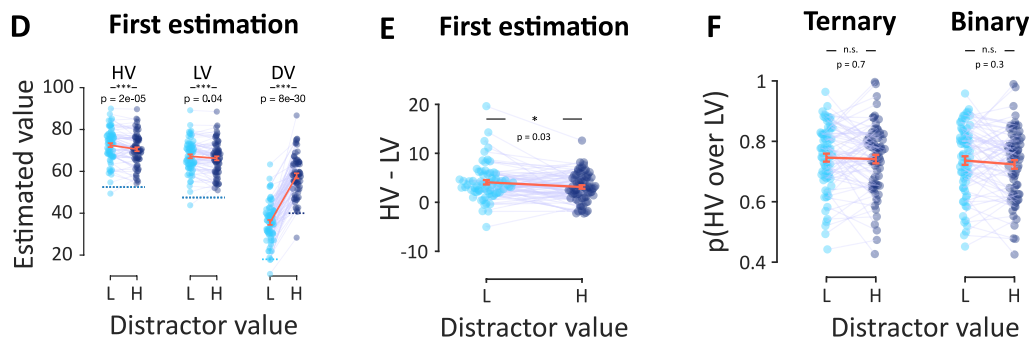 D First estimation
HV LV DV
*** *** ***
p = 2e-05 p = 0.04 p = 8e-30
Estimated value
100
80
60
40
20
L H L H L H
Distractor value
E First estimation
*
p = 0.03
HV - LV
20
10
0
-10
L H
Distractor value
F Ternary Binary
n.s. n.s.
p = 0.7 p = 0.3
p(HV over LV)
1
0.8
0.6
0.4
L H L H
Distractor value